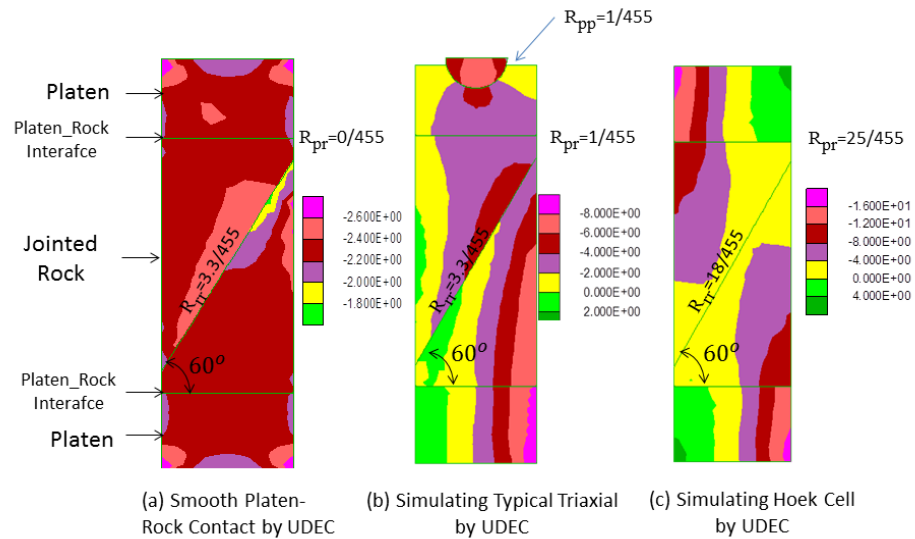 R_pp=1/455
Platen
Platen_Rock
Interafce
R_pr=0/455
R_pr=1/455
R_pr=25/455
-2.600E+00
-2.400E+00
-2.200E+00
-2.000E+00
-1.800E+00
-8.000E+00
-6.000E+00
-4.000E+00
-2.000E+00
0.000E+00
2.000E+00
-1.600E+01
-1.200E+01
-8.000E+00
-4.000E+00
0.000E+00
4.000E+00
Jointed
Rock
R_rr=3.3/455
R_rr=3.3/455
R_rr=18/455
60°
60°
60°
Platen_Rock
Interafce
Platen
(a) Smooth Platen-
Rock Contact by UDEC
(b) Simulating Typical Triaxial
by UDEC
(c) Simulating Hoek Cell
by UDEC